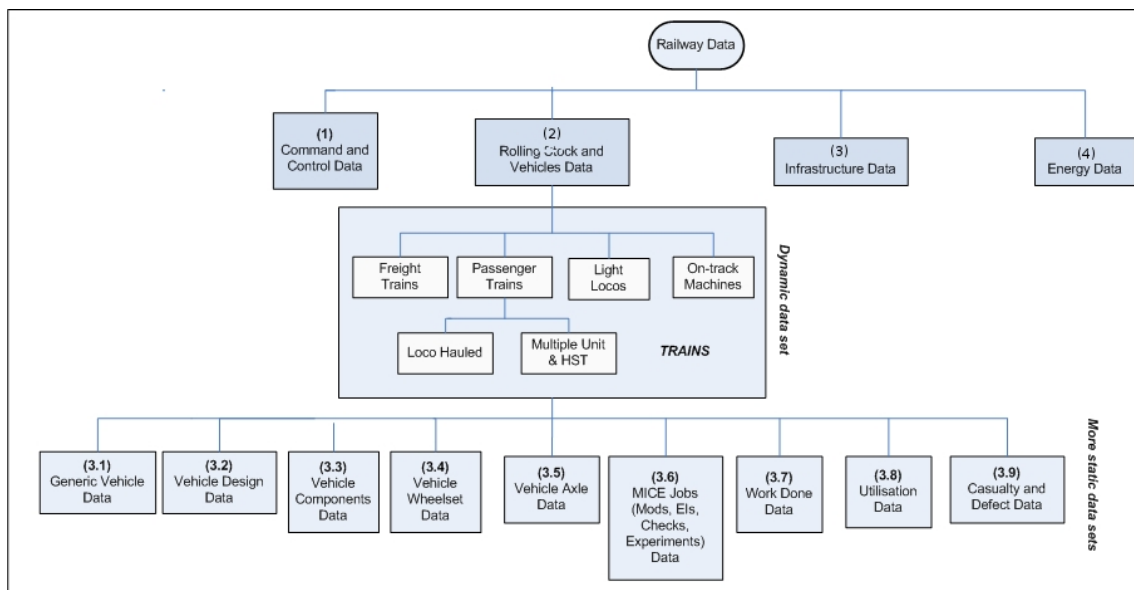 Railway Data
(1)
Command and
Control Data
(2)
Rolling Stock and
Vehicles Data
(3)
Infrastructure Data
(4)
Energy Data
Freight
Trains
Passenger
Trains
Light
Locos
On-track
Machines
Loco Hauled
Multiple Unit
& HST
TRAINS
Dynamic data set
(3.1)
Generic Vehicle
Data
(3.2)
Vehicle Design
Data
(3.3)
Vehicle
Components
Data
(3.4)
Vehicle
Wheelset
Data
(3.5)
Vehicle Axle
Data
(3.6)
MICE Jobs
(Mods, EIs,
Checks,
Experiments)
Data
(3.7)
Work Done
Data
(3.8)
Utilisation
Data
(3.9)
Casualty and
Defect Data
More static data sets